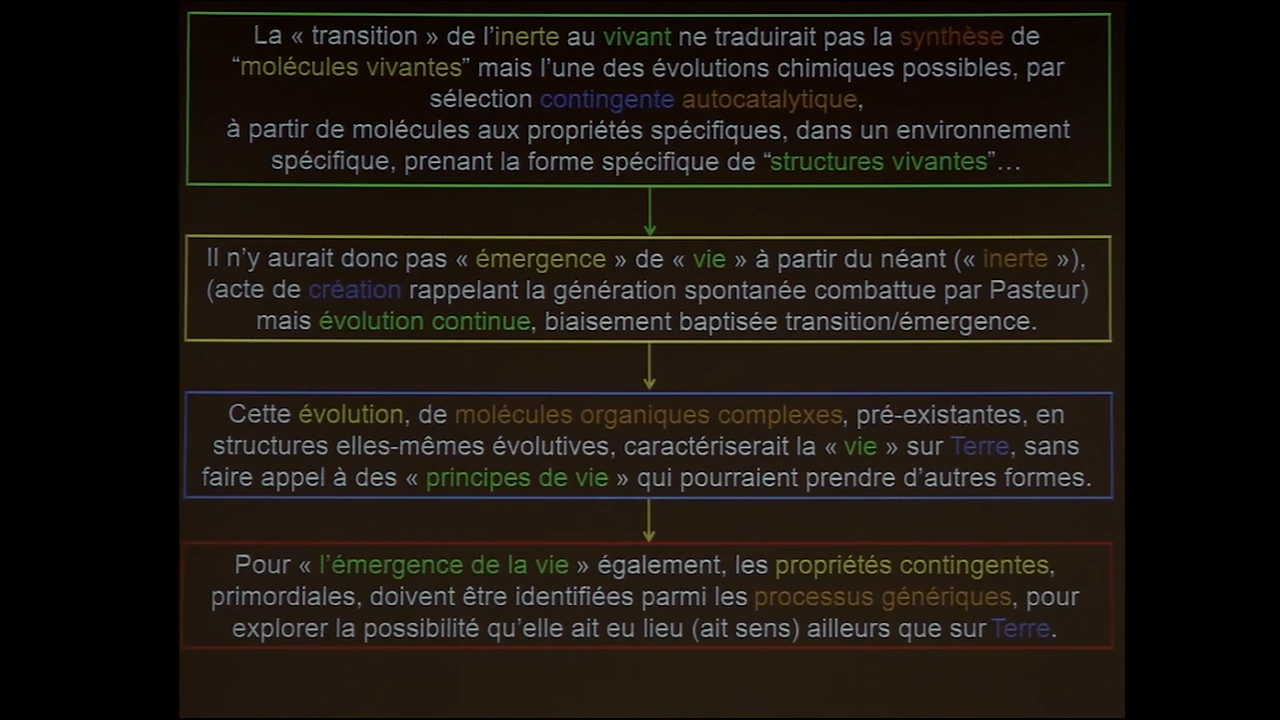 La « transition » de l’inerte au vivant ne traduirait pas la synthèse de
“molécules vivantes” mais l’une des évolutions chimiques possibles, par
sélection contingente autocatalytique,
à partir de molécules aux propriétés spécifiques, dans un environnement
spécifique, prenant la forme spécifique de “structures vivantes”…
Il n’y aurait donc pas « émergence » de « vie » à partir du néant (« inerte »),
(acte de création rappelant la génération spontanée combattue par Pasteur)
mais évolution continue, biaisement baptisée transition/émergence.
Cette évolution, de molécules organiques complexes, pré-existantes, en
structures elles-mêmes évolutives, caractériserait la « vie » sur Terre, sans
faire appel à des « principes de vie » qui pourraient prendre d’autres formes.
Pour « l’émergence de la vie » également, les propriétés contingentes,
primordiales, doivent être identifiées parmi les processus génériques, pour
explorer la possibilité qu’elle ait eu lieu (ait sens) ailleurs que sur Terre.